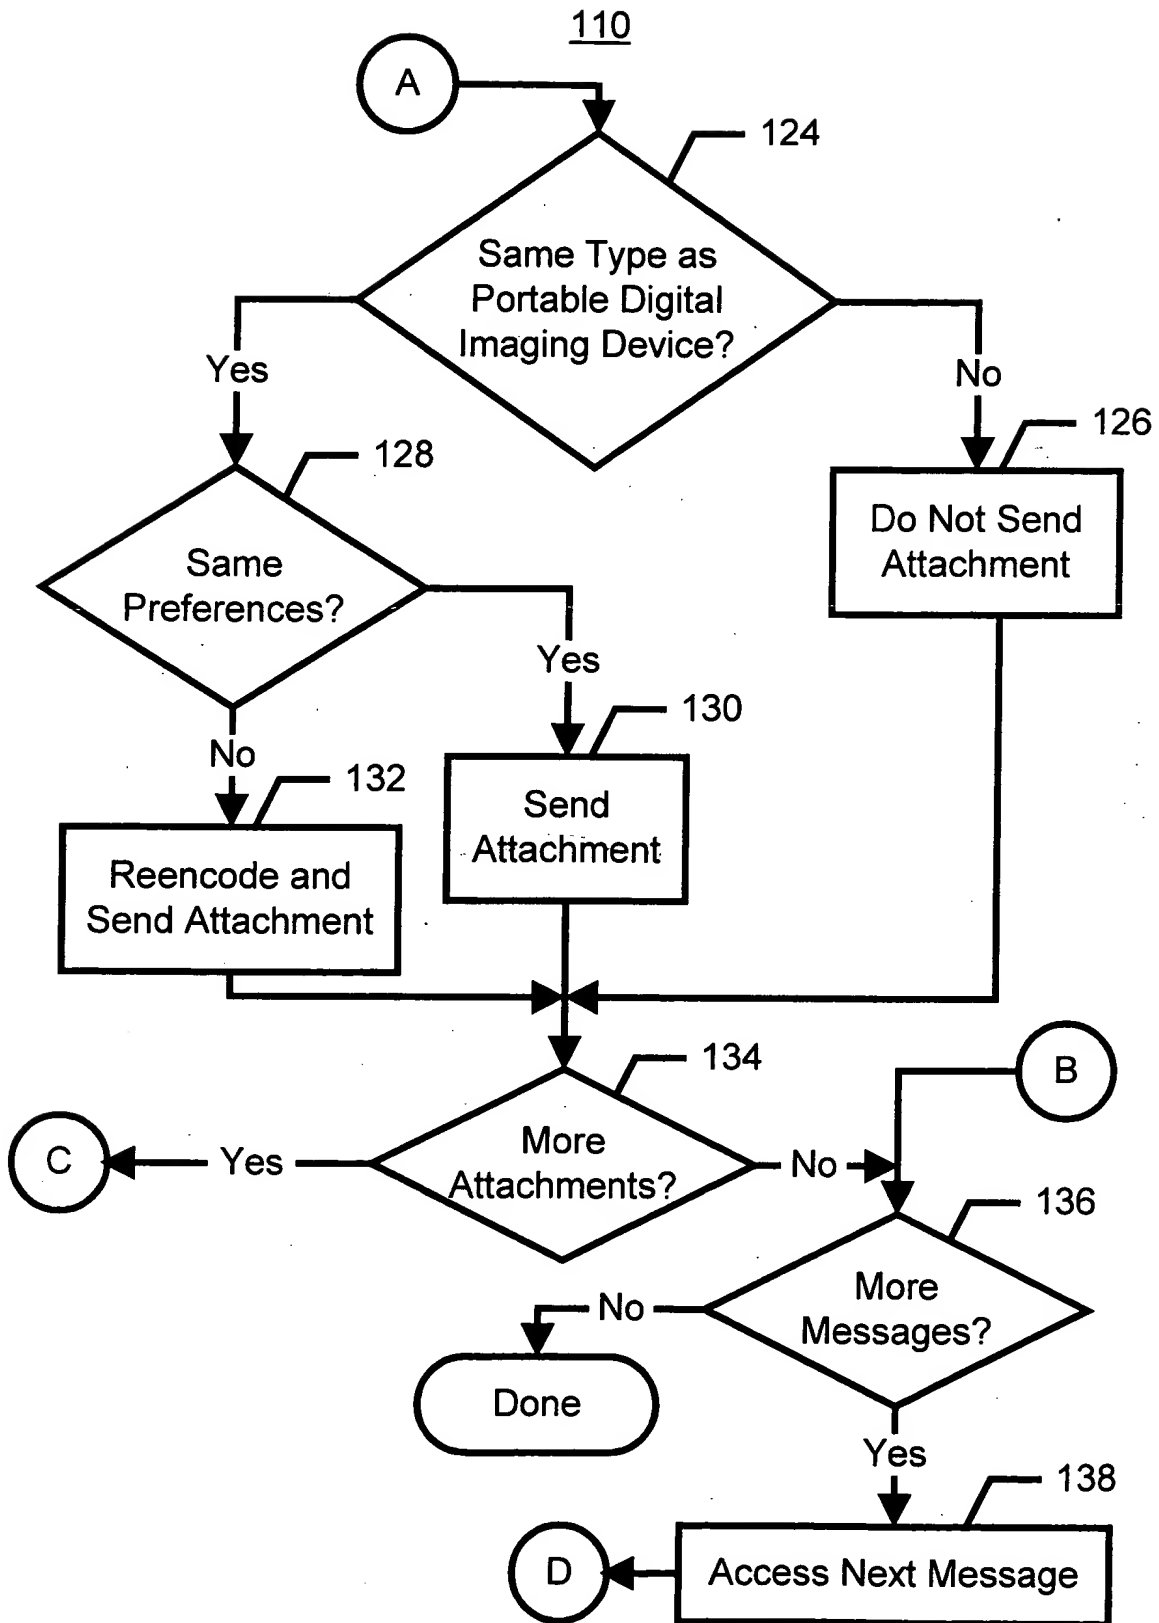 110
A
124
Same Type as
Portable Digital
Imaging Device?
Yes
No
126
128
Do Not Send
Attachment
Same
Preferences?
Yes
130
No
132
Send
Attachment
Reencode and
Send Attachment
134
B
C
Yes
More
Attachments?
No
136
More
Messages?
No
Done
Yes
138
D
Access Next Message